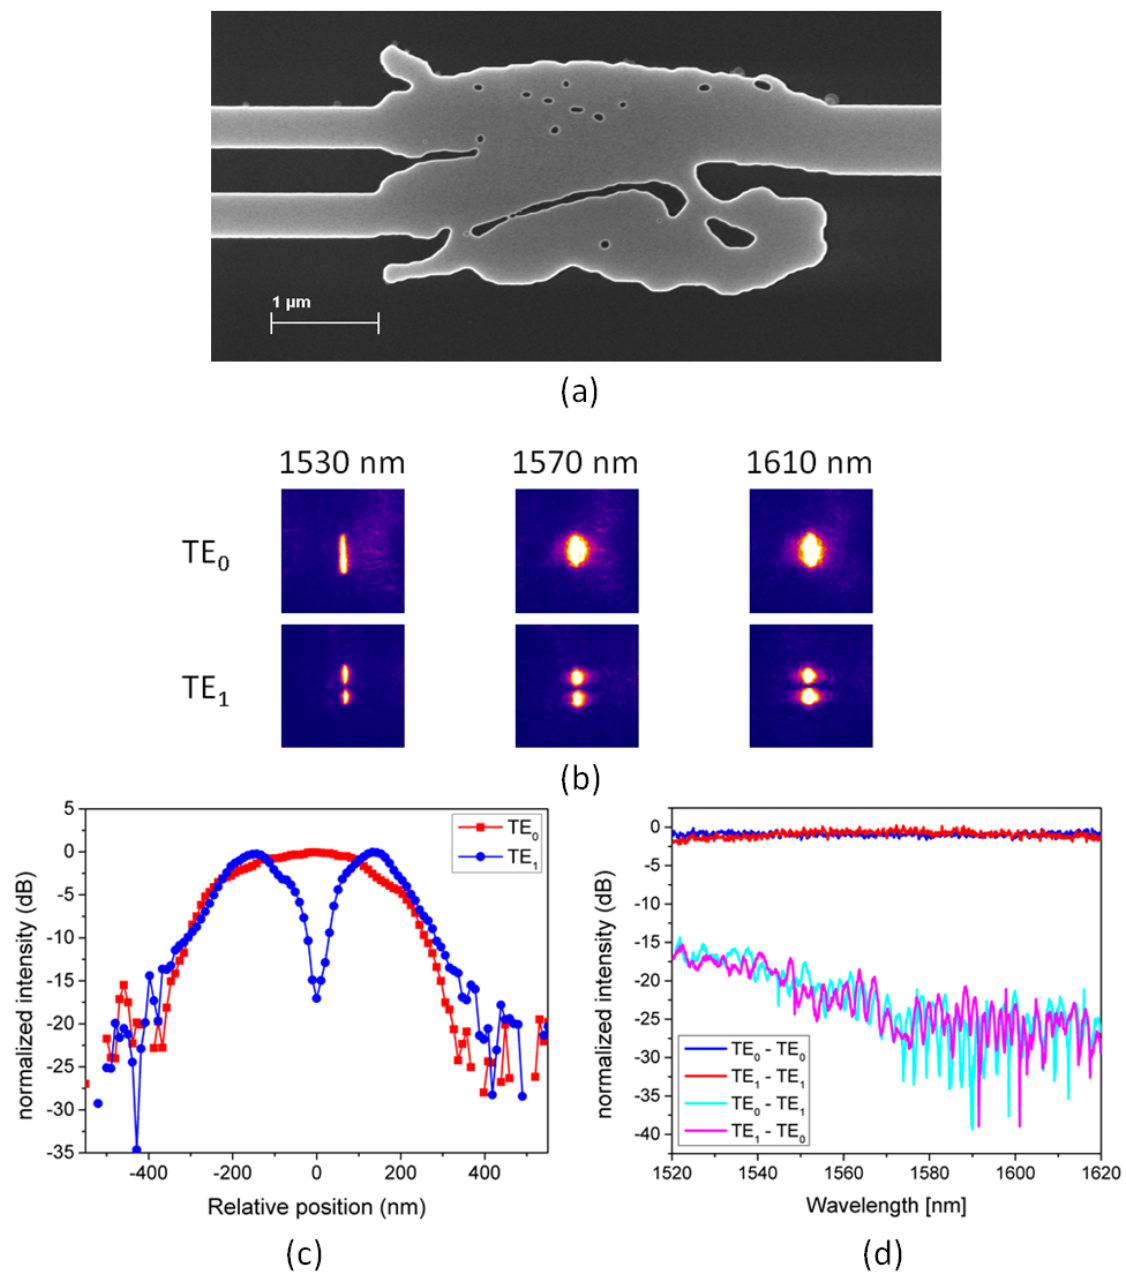 1 µm
(a)
1530 nm
1570 nm
1610 nm
TE₀
TE₁
(b)
5
0
-5
-10
-15
-20
-25
-30
-35
normalized intensity (dB)
TE₀
TE₁
-400
-200
0
200
400
Relative position (nm)
(c)
0
-5
-10
-15
-20
-25
-30
-35
-40
normalized intensity (dB)
TE₀ - TE₀
TE₁ - TE₁
TE₀ - TE₁
TE₁ - TE₀
1520
1540
1560
1580
1600
1620
Wavelength [nm]
(d)